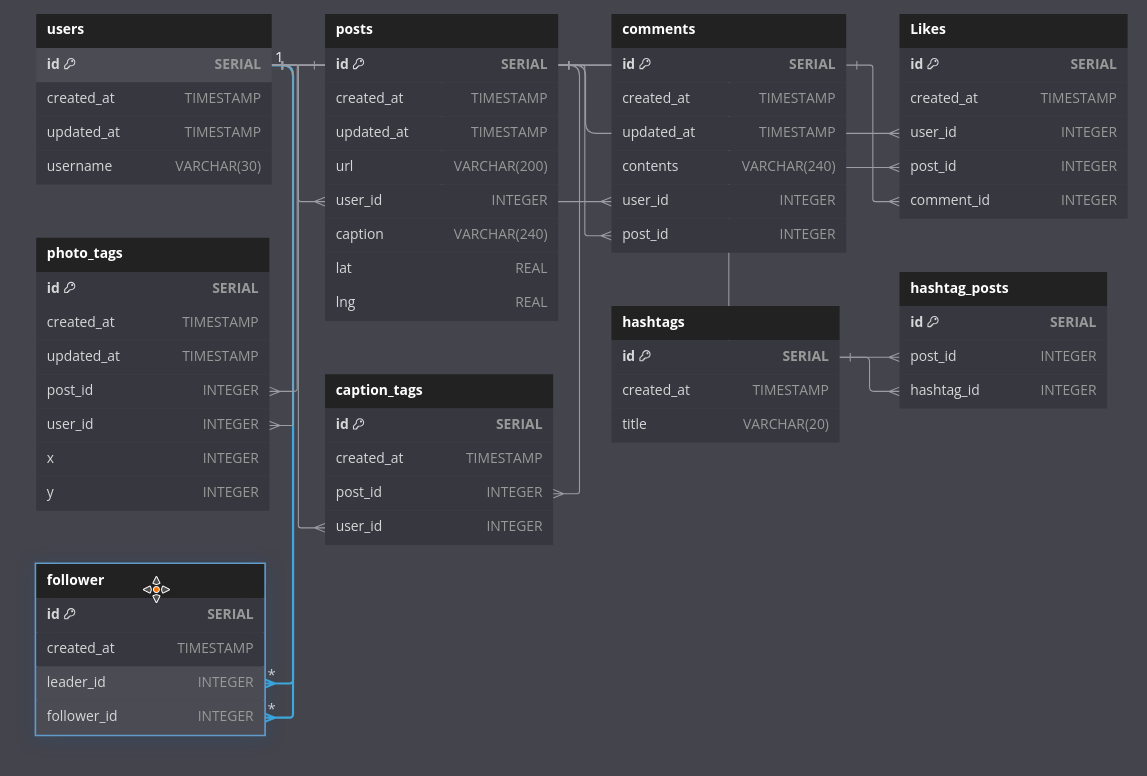 users
id SERIAL
created_at TIMESTAMP
updated_at TIMESTAMP
username VARCHAR(30)
1
posts
id SERIAL
created_at TIMESTAMP
updated_at TIMESTAMP
url VARCHAR(200)
user_id INTEGER
caption VARCHAR(240)
lat REAL
lng REAL
comments
id SERIAL
created_at TIMESTAMP
updated_at TIMESTAMP
contents VARCHAR(240)
user_id INTEGER
post_id INTEGER
Likes
id SERIAL
created_at TIMESTAMP
user_id INTEGER
post_id INTEGER
comment_id INTEGER
photo_tags
id SERIAL
created_at TIMESTAMP
updated_at TIMESTAMP
post_id INTEGER
user_id INTEGER
x INTEGER
y INTEGER
caption_tags
id SERIAL
created_at TIMESTAMP
post_id INTEGER
user_id INTEGER
hashtags
id SERIAL
created_at TIMESTAMP
title VARCHAR(20)
hashtag_posts
id SERIAL
post_id INTEGER
hashtag_id INTEGER
follower
id SERIAL
created_at TIMESTAMP
leader_id INTEGER *
follower_id INTEGER *